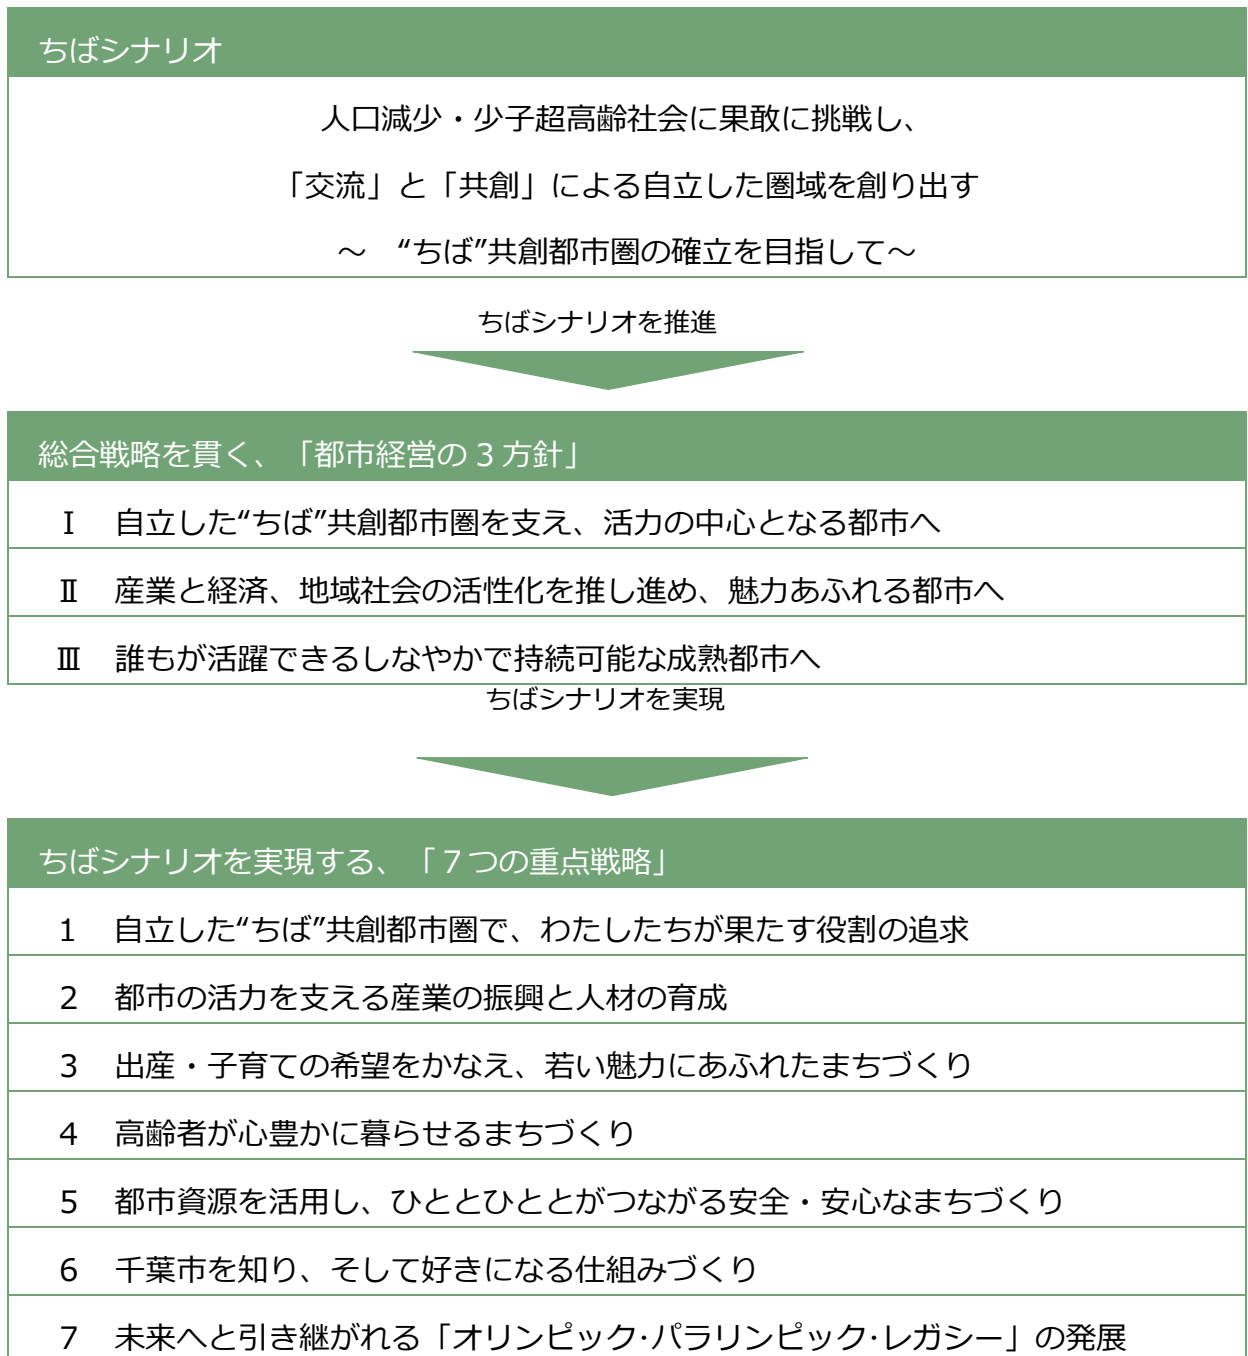 ちばシナリオ
人口減少・少子超高齢社会に果敢に挑戦し、
「交流」と「共創」による自立した圏域を創り出す
～　“ちば”共創都市圏の確立を目指して～
ちばシナリオを推進
総合戦略を貫く、「都市経営の３方針」
Ⅰ　自立した“ちば”共創都市圏を支え、活力の中心となる都市へ
Ⅱ　産業と経済、地域社会の活性化を推し進め、魅力あふれる都市へ
Ⅲ　誰もが活躍できるしなやかで持続可能な成熟都市へ
ちばシナリオを実現
ちばシナリオを実現する、「７つの重点戦略」
1　自立した“ちば”共創都市圏で、わたしたちが果たす役割の追求
2　都市の活力を支える産業の振興と人材の育成
3　出産・子育ての希望をかなえ、若い魅力にあふれたまちづくり
4　高齢者が心豊かに暮らせるまちづくり
5　都市資源を活用し、ひととひととがつながる安全・安心なまちづくり
6　千葉市を知り、そして好きになる仕組みづくり
7　未来へと引き継がれる「オリンピック･パラリンピック･レガシー」の発展